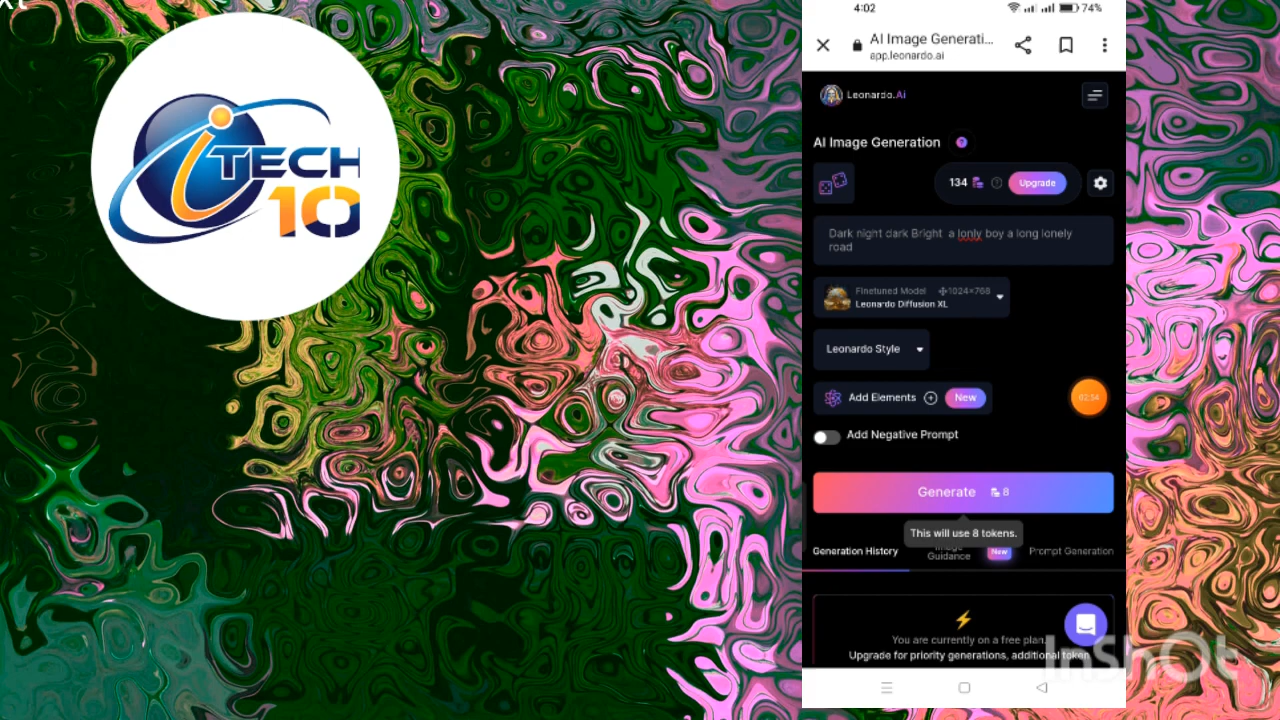 xt
iTECH
10
4:02
74%
AI Image Generati...
app.leonardo.ai
Leonardo.Ai
AI Image Generation
134
Upgrade
Dark night dark Bright a lonly boy a long lonely
road
Finetuned Model 1024×768
Leonardo Diffusion XL
Leonardo Style
Add Elements
New
02:54
Add Negative Prompt
Generate 8
This will use 8 tokens.
Generation History
Image
Guidance
New
Prompt Generation
You are currently on a free plan.
Upgrade for priority generations, additional token
InShOt